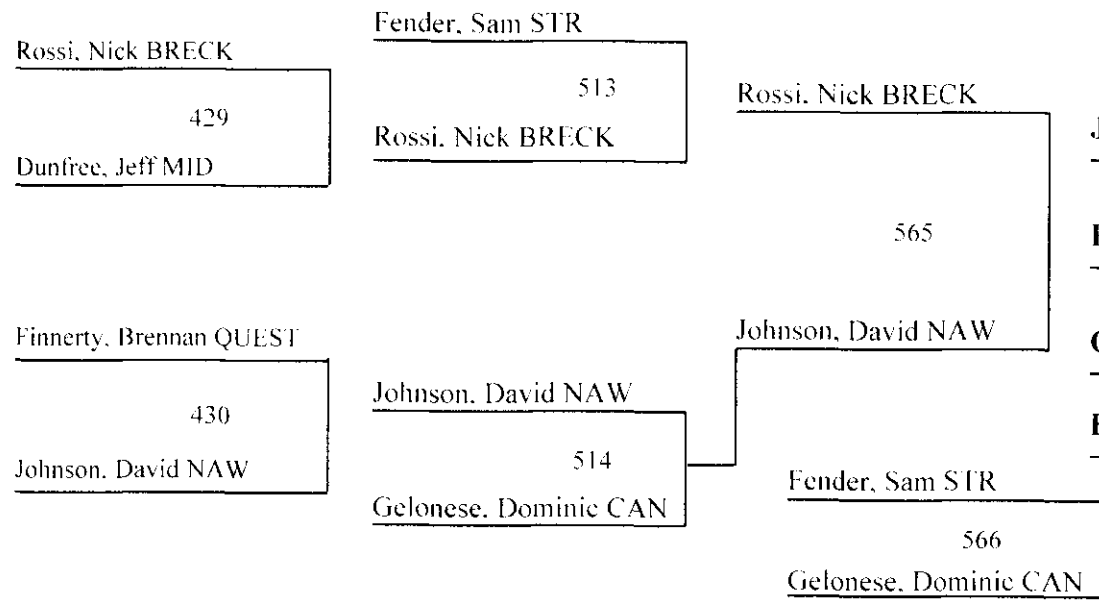 Rossi, Nick BRECK
429
Dunfree, Jeff MID
Finnerty, Brennan QUEST
430
Johnson, David NAW
Fender, Sam STR
513
Rossi, Nick BRECK
Johnson, David NAW
514
Gelonese, Dominic CAN
Rossi, Nick BRECK
565
Johnson, David NAW
Fender, Sam STR
566
Gelonese, Dominic CAN